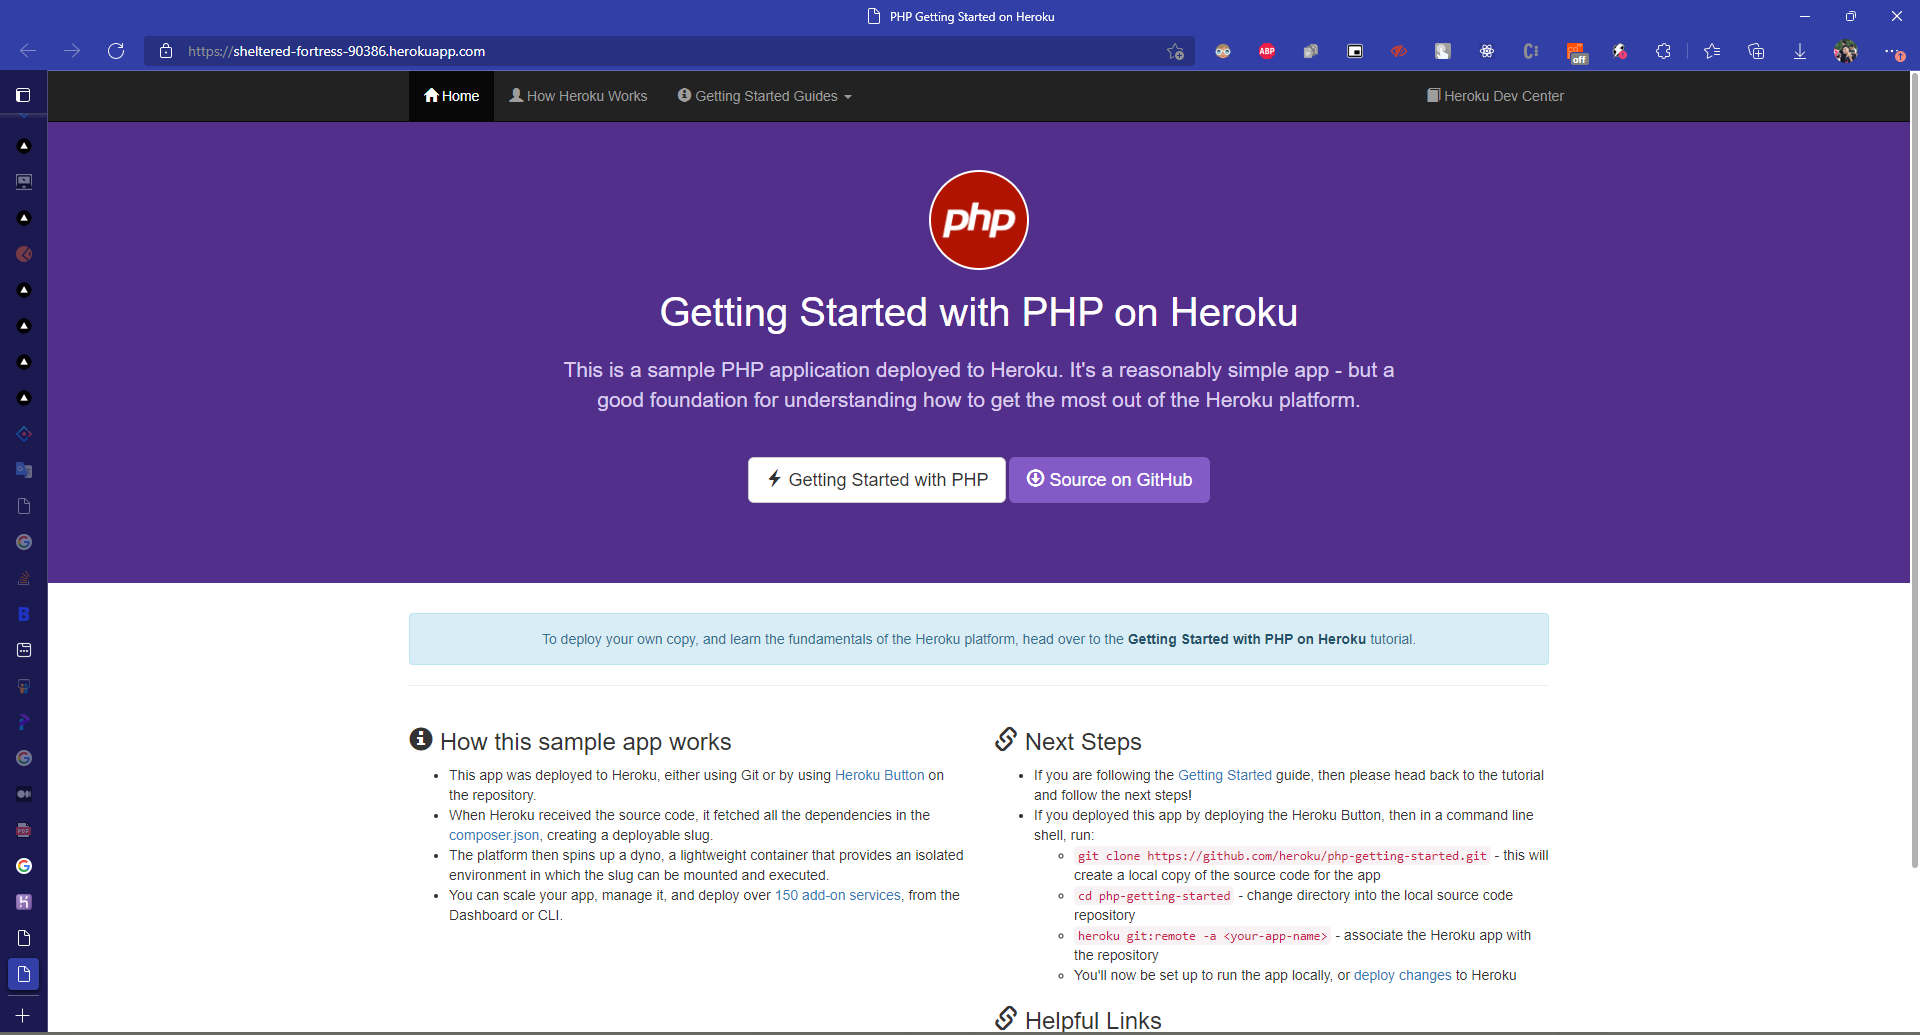 PHP Getting Started on Heroku
https://sheltered-fortress-90386.herokuapp.com
ABP
off
1
Home
How Heroku Works
Getting Started Guides
Heroku Dev Center
php
Getting Started with PHP on Heroku
This is a sample PHP application deployed to Heroku. It's a reasonably simple app - but a
good foundation for understanding how to get the most out of the Heroku platform.
Getting Started with PHP
Source on GitHub
To deploy your own copy, and learn the fundamentals of the Heroku platform, head over to the Getting Started with PHP on Heroku tutorial.
How this sample app works
This app was deployed to Heroku, either using Git or by using Heroku Button on
the repository.
When Heroku received the source code, it fetched all the dependencies in the
composer.json, creating a deployable slug.
The platform then spins up a dyno, a lightweight container that provides an isolated
environment in which the slug can be mounted and executed.
You can scale your app, manage it, and deploy over 150 add-on services, from the
Dashboard or CLI.
Next Steps
If you are following the Getting Started guide, then please head back to the tutorial
and follow the next steps!
If you deployed this app by deploying the Heroku Button, then in a command line
shell, run:
git clone https://github.com/heroku/php-getting-started.git - this will
create a local copy of the source code for the app
cd php-getting-started - change directory into the local source code
repository
heroku git:remote -a <your-app-name> - associate the Heroku app with
the repository
You'll now be set up to run the app locally, or deploy changes to Heroku
Helpful Links